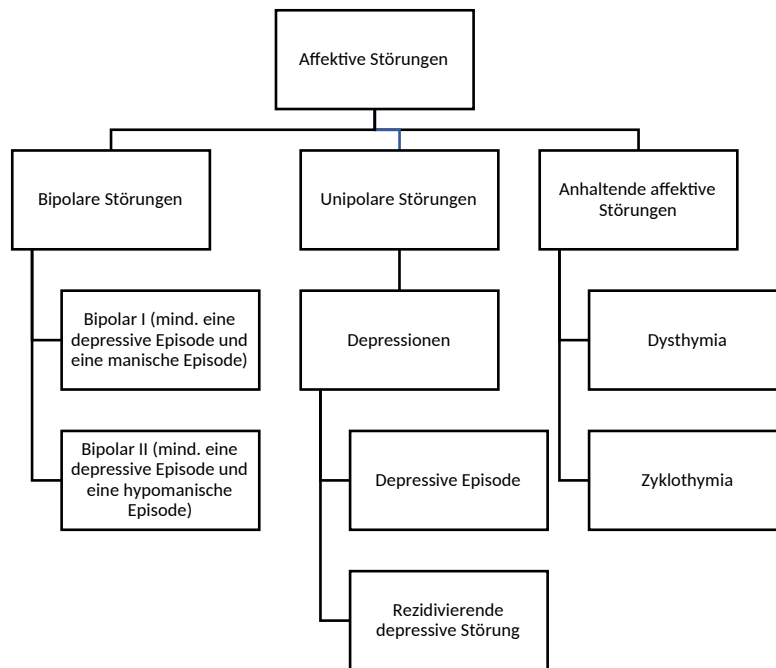 Affektive Störungen
Bipolare Störungen
Unipolare Störungen
Anhaltende affektive
Störungen
Bipolar I (mind. eine
depressive Episode und
eine manische Episode)
Depressionen
Dysthymia
Bipolar II (mind. eine
depressive Episode und
eine hypomanische
Episode)
Depressive Episode
Zyklothymia
Rezidivierende
depressive Störung